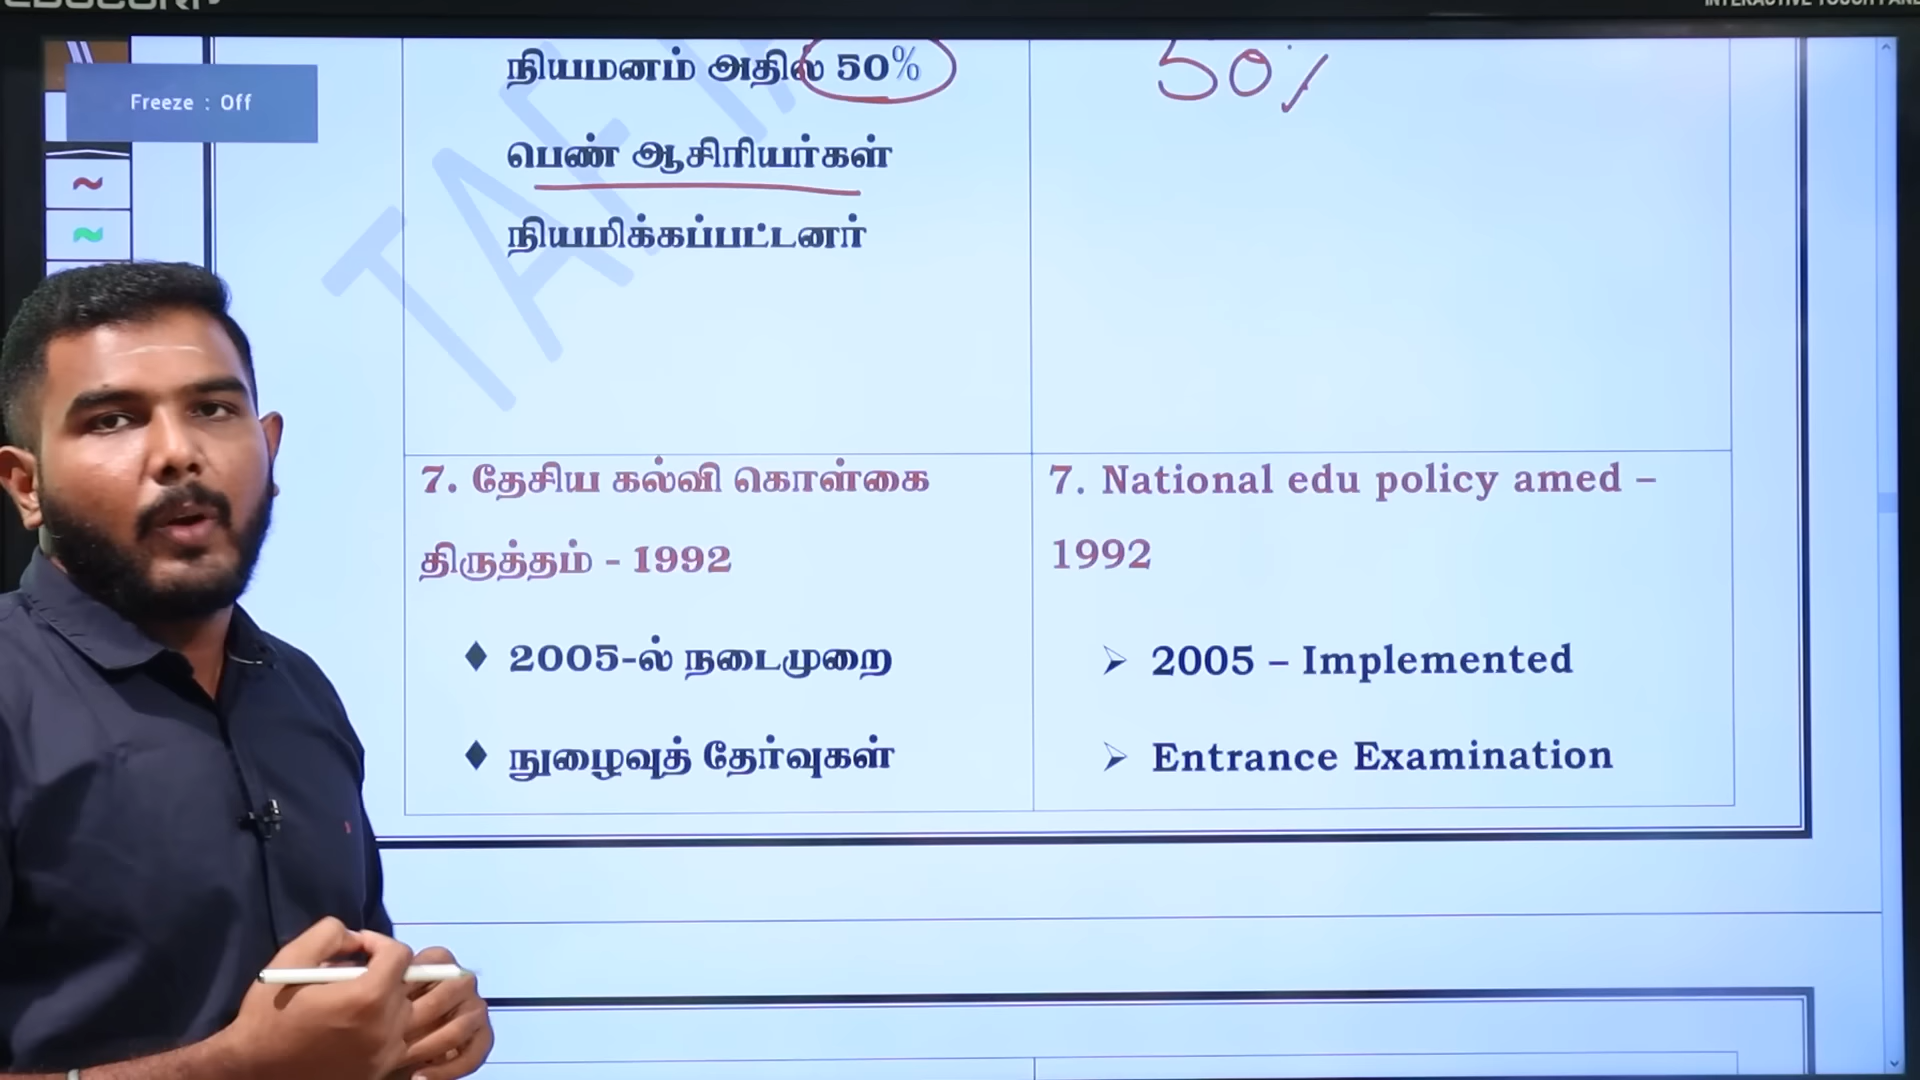 Freeze : Off
நியமனம் அதில் 50%
50%
பெண் ஆசிரியர்கள்
நியமிக்கப்பட்டனர்
7. தேசிய கல்வி கொள்கை
திருத்தம் - 1992
♦ 2005-ல் நடைமுறை
♦ நுழைவுத் தேர்வுகள்
7. National edu policy amed –
1992
➢ 2005 – Implemented
➢ Entrance Examination